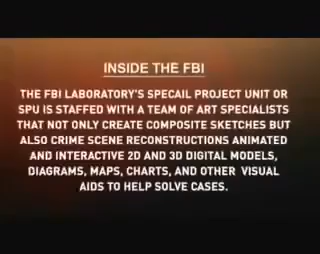 INSIDE THE FBI
THE FBI LABORATORY'S SPECAIL PROJECT UNIT OR
SPU IS STAFFED WITH A TEAM OF ART SPECIALISTS
THAT NOT ONLY CREATE COMPOSITE SKETCHES BUT
ALSO CRIME SCENE RECONSTRUCTIONS ANIMATED
AND INTERACTIVE 2D AND 3D DIGITAL MODELS,
DIAGRAMS, MAPS, CHARTS, AND OTHER VISUAL
AIDS TO HELP SOLVE CASES.